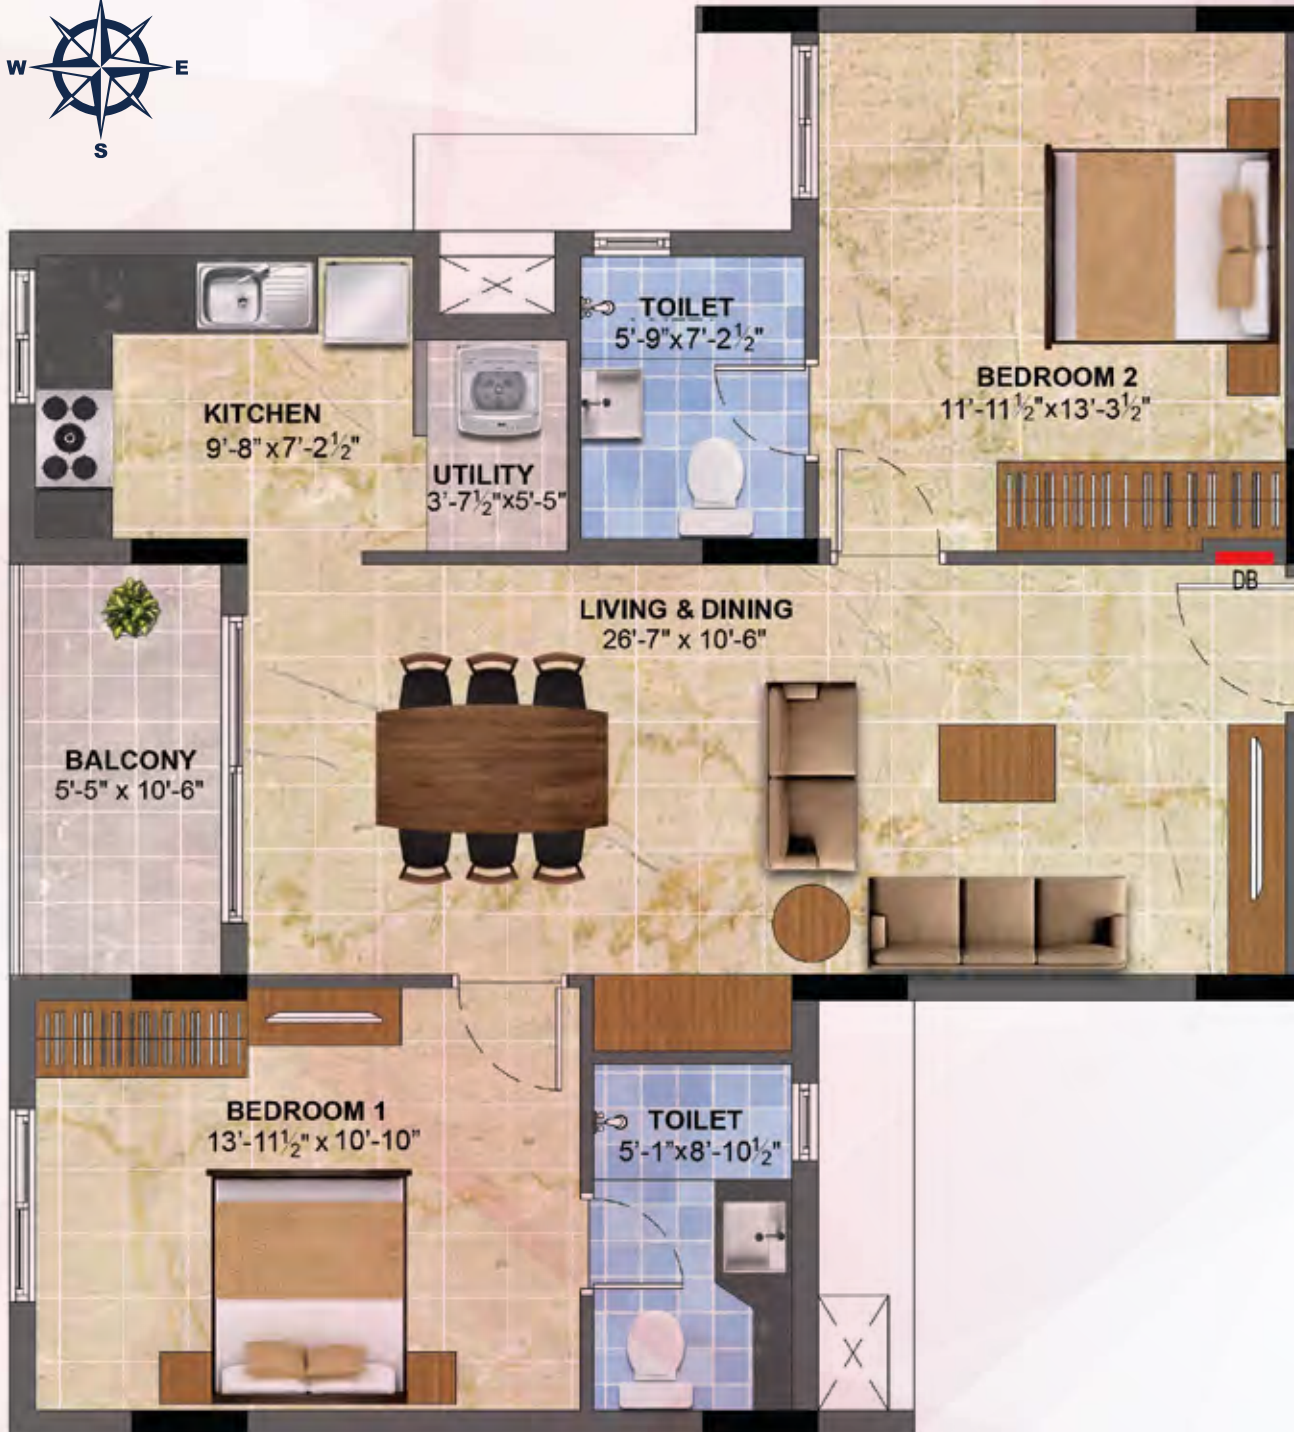 W E
S
TOILET
5'-9"x7'-2½"
BEDROOM 2
11'-11½"x13'-3½"
KITCHEN
9'-8"x7'-2½"
UTILITY
3'-7½"x5'-5"
DB
LIVING & DINING
26'-7" x 10'-6"
BALCONY
5'-5" x 10'-6"
BEDROOM 1
13'-11½" x 10'-10"
TOILET
5'-1"x8'-10½"